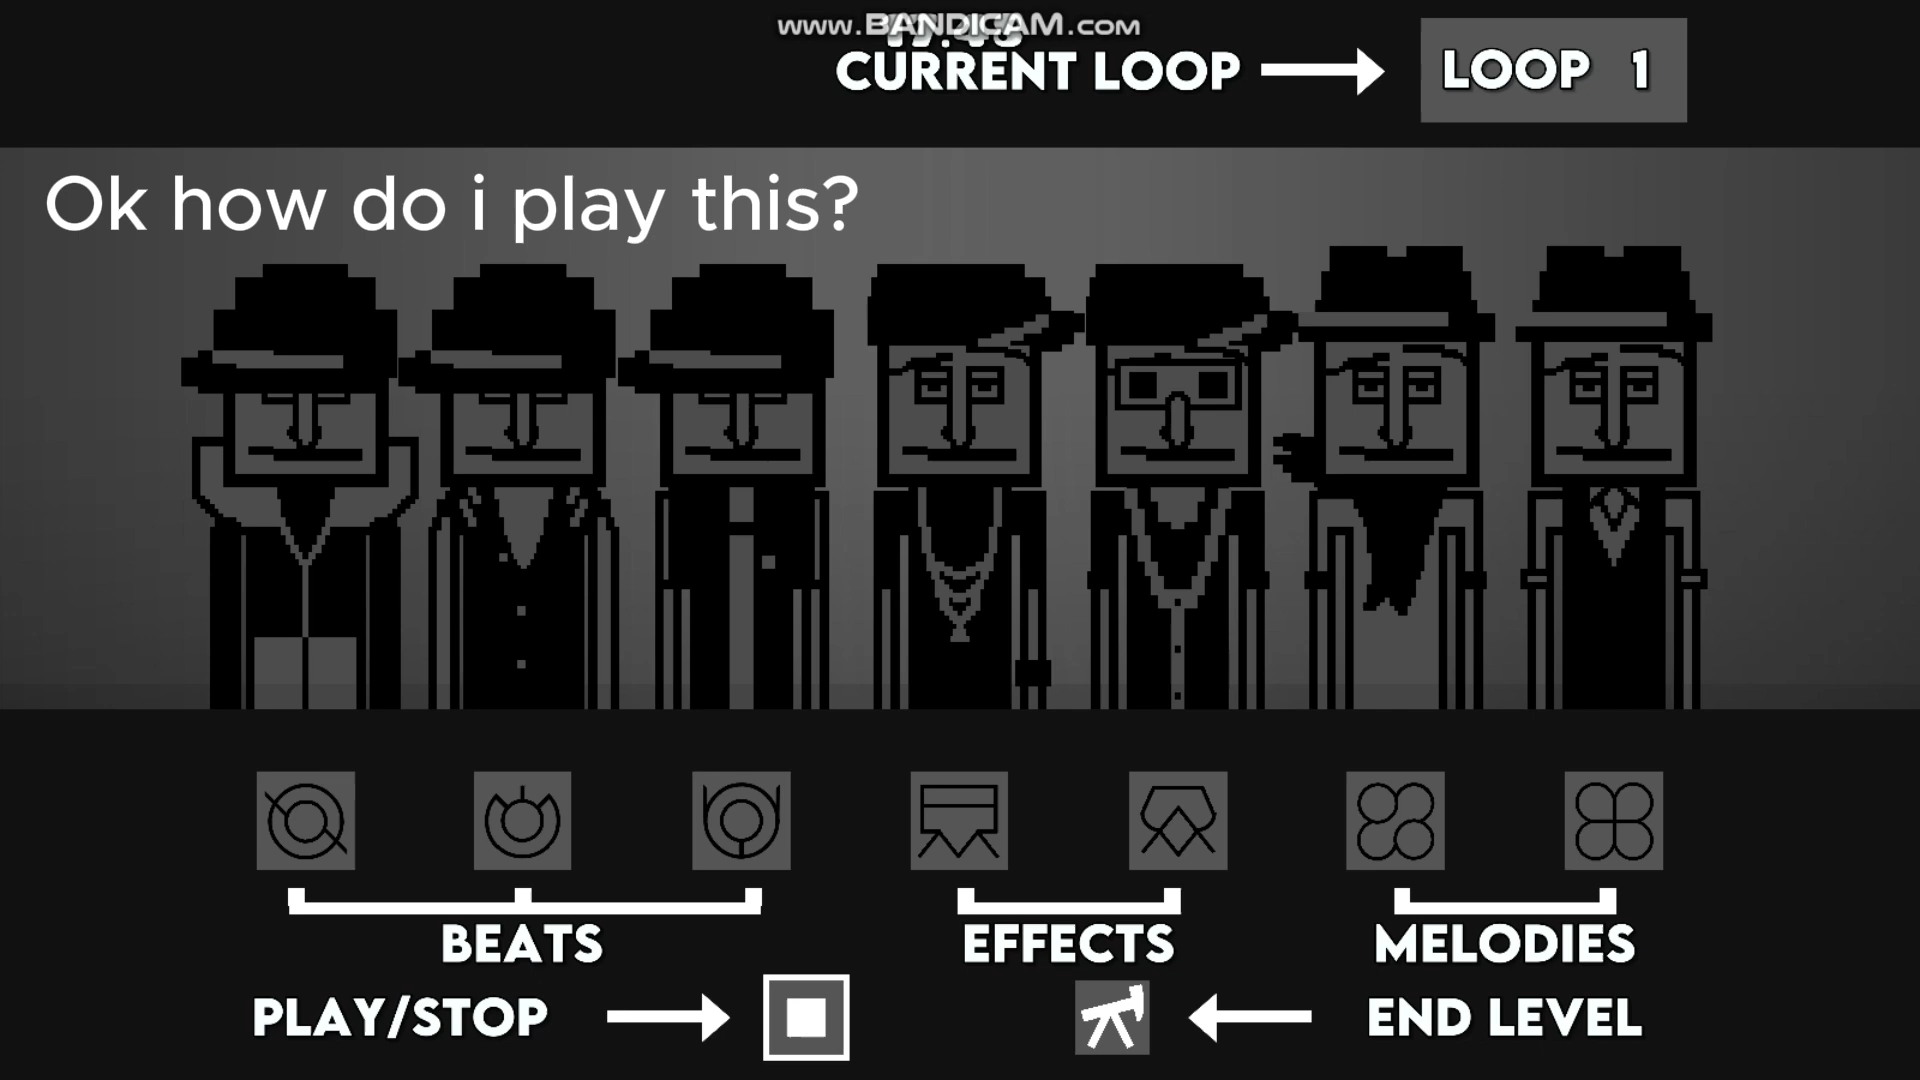 www.BANDICAM.com
CURRENT LOOP
LOOP 1
Ok how do i play this?
BEATS
EFFECTS
MELODIES
PLAY/STOP
END LEVEL